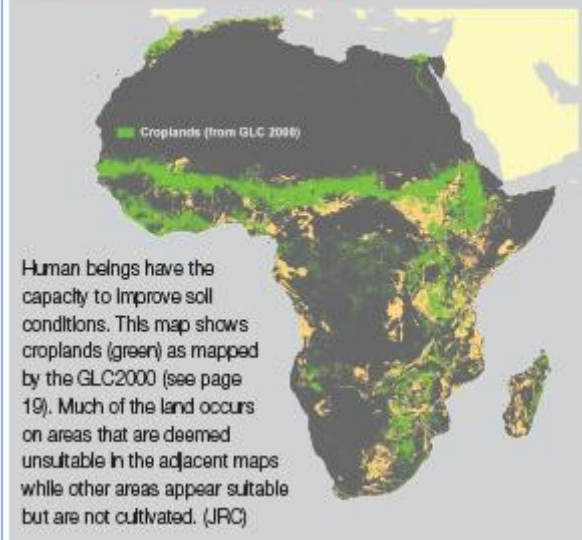 Croplands (from GLC 2000)
Human beings have the
capacity to improve soil
conditions. This map shows
croplands (green) as mapped
by the GLC2000 (see page
19). Much of the land occurs
on areas that are deemed
unsuitable in the adjacent maps
while other areas appear suitable
but are not cultivated. (JRC)